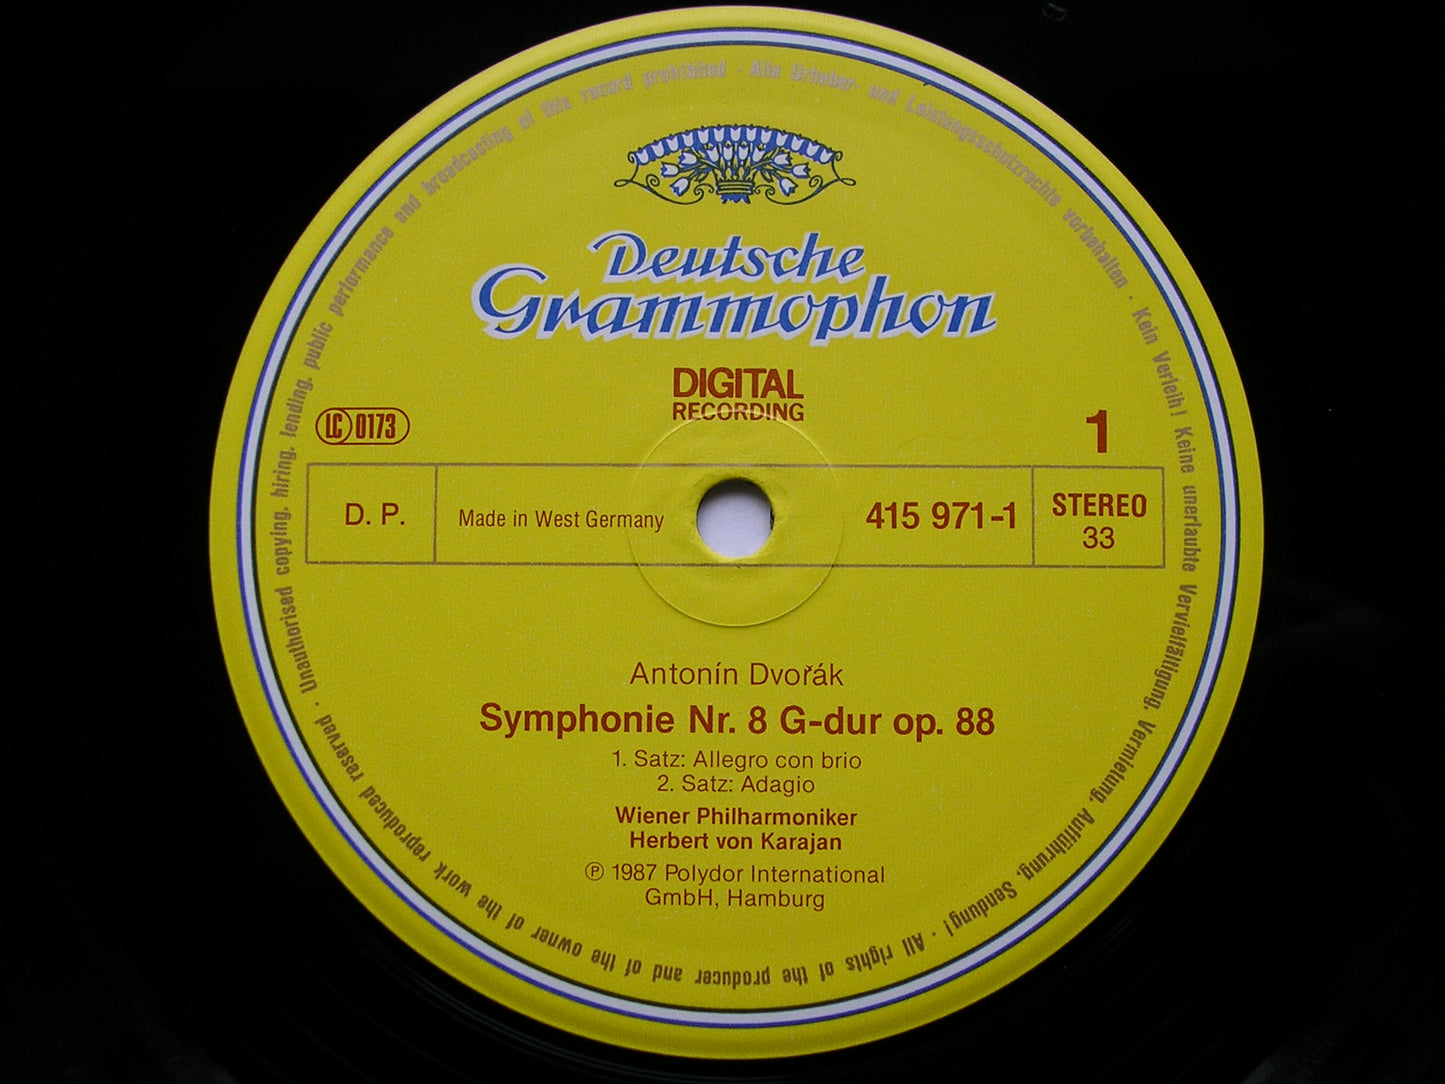 Deutsche
Grammophon
DIGITAL
RECORDING
LC 0173
1
D. P.
Made in West Germany
415 971-1
STEREO
33
Antonín Dvořák
Symphonie Nr. 8 G-dur op. 88
1. Satz: Allegro con brio
2. Satz: Adagio
Wiener Philharmoniker
Herbert von Karajan
℗ 1987 Polydor International
GmbH, Hamburg
Alle Urheber- und Leistungsschutzrechte vorbehalten · Kein Verleih! Keine unerlaubte Vervielfältigung, Vermietung, Aufführung, Sendung! · All rights of the producer and of the owner of the work reproduced reserved · Unauthorised copying, hiring, lending, public performance and broadcasting of this record prohibited ·